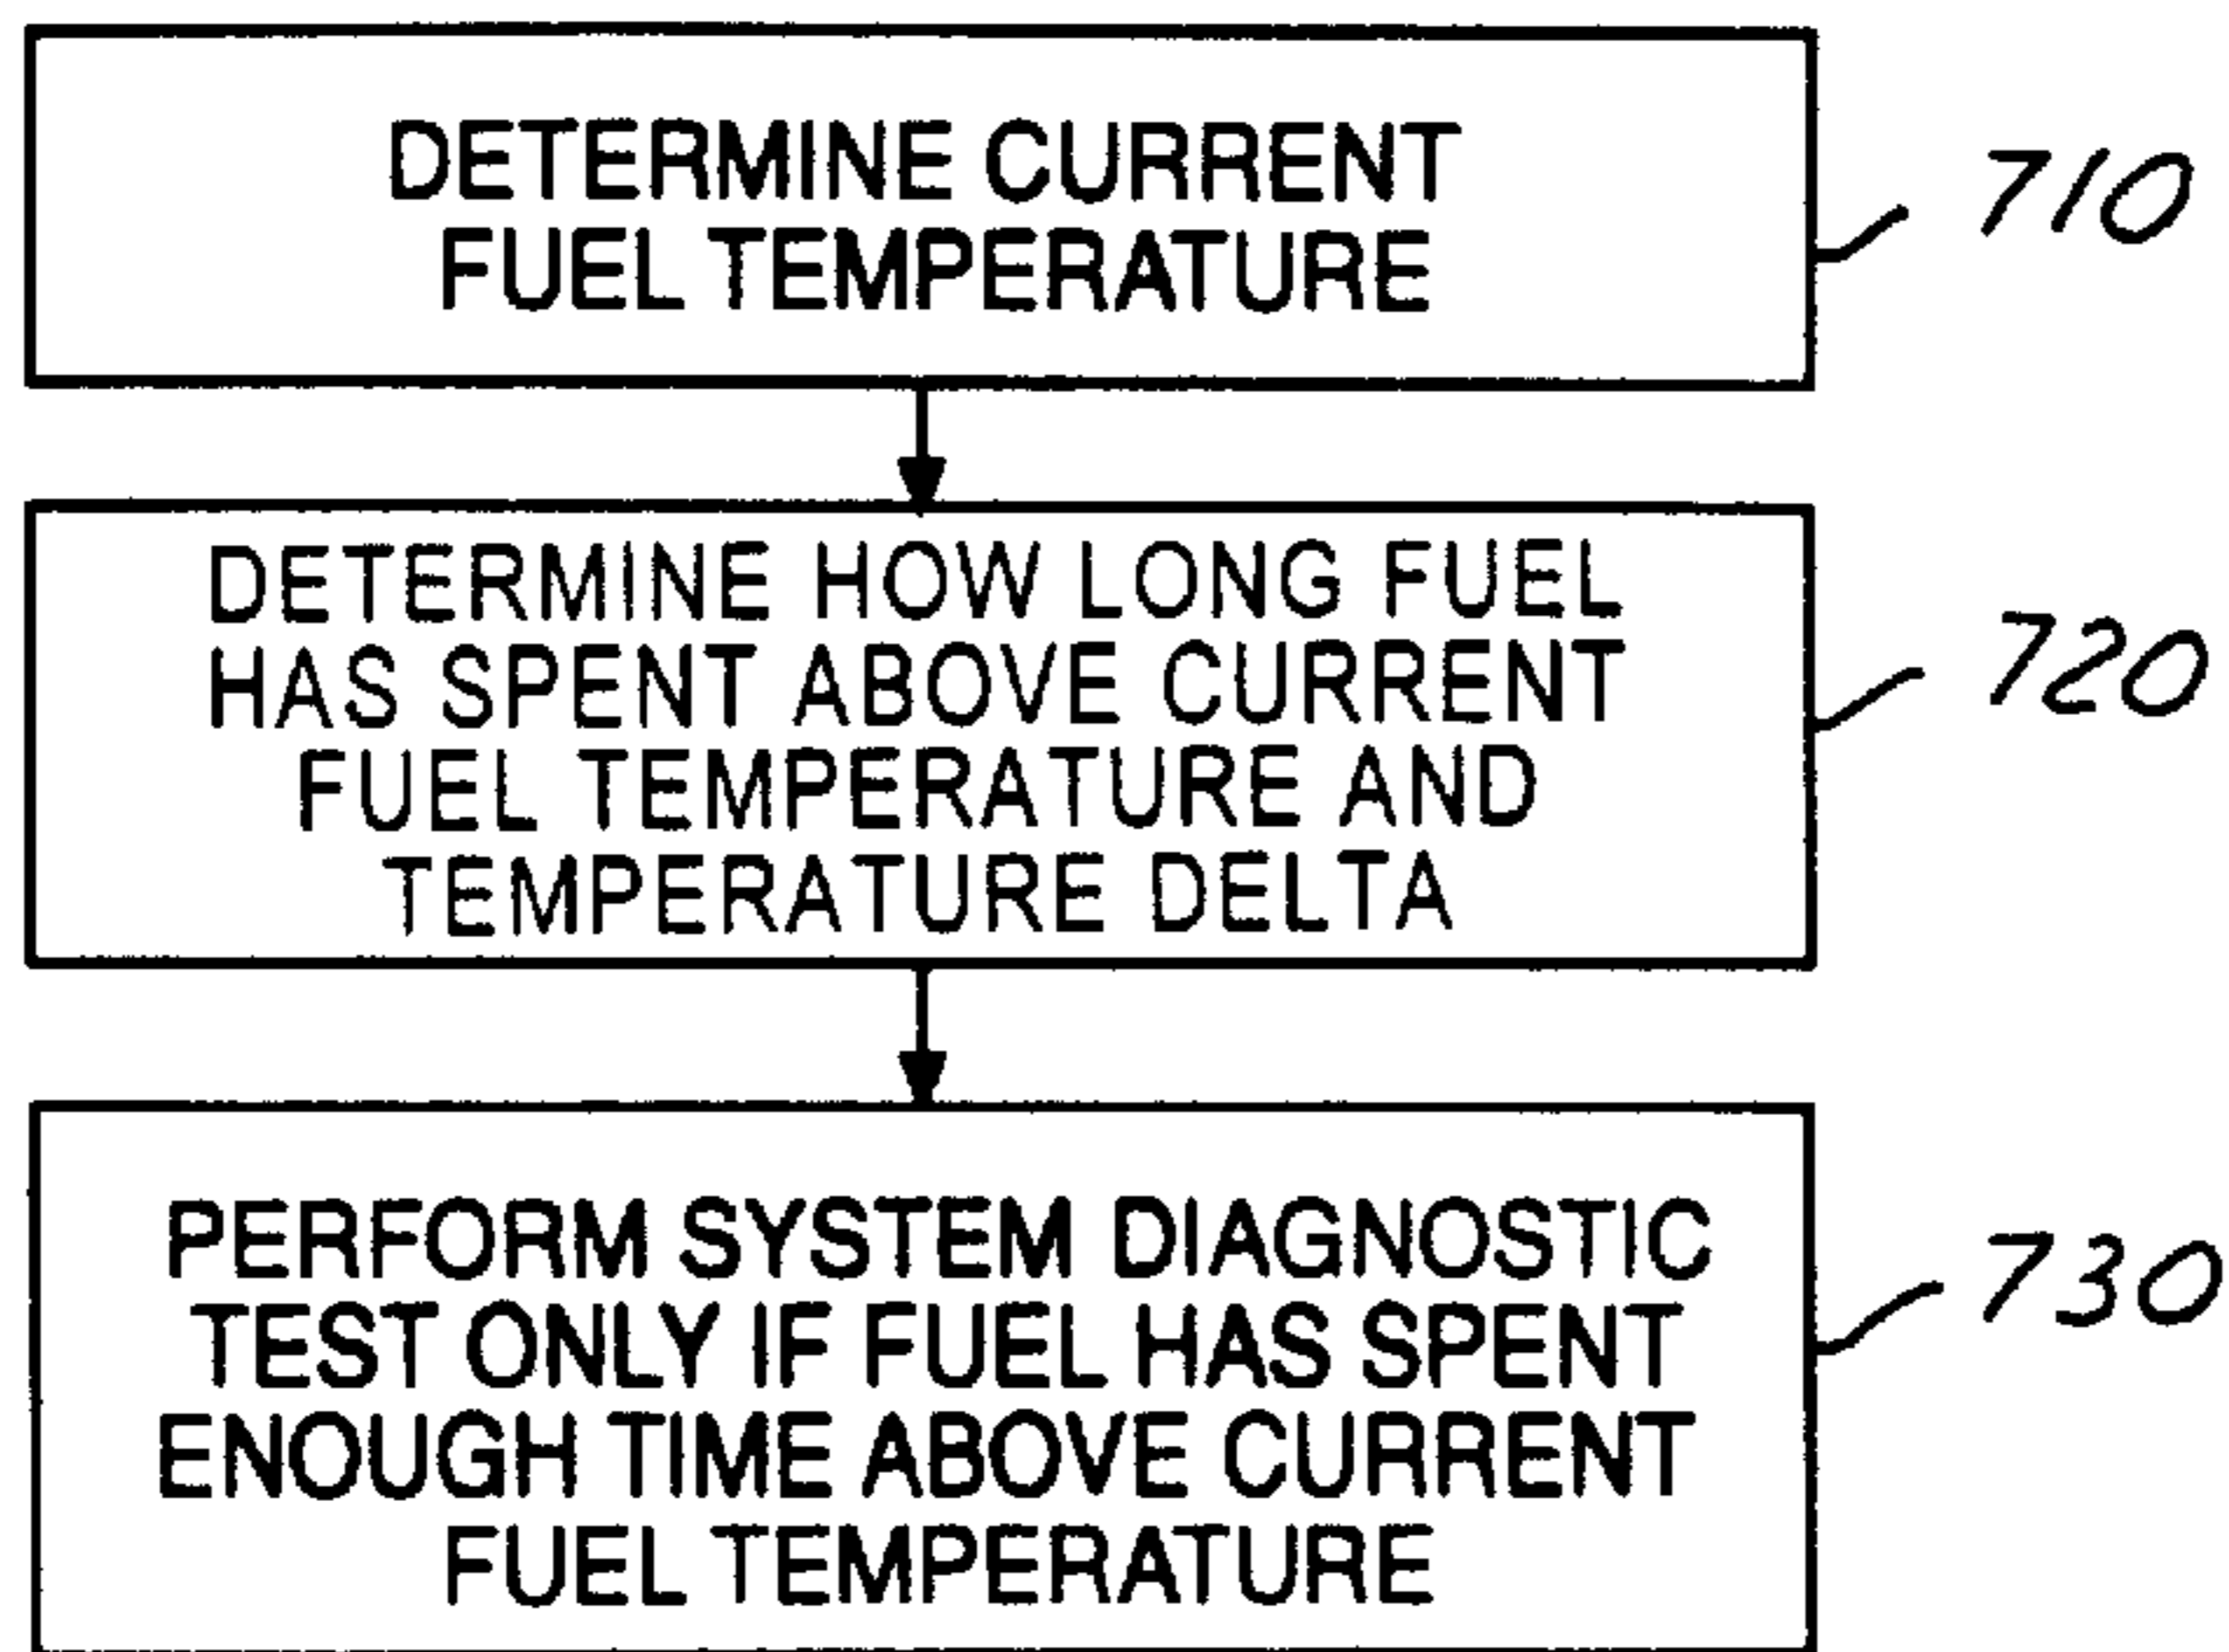 DETERMINE CURRENT
FUEL TEMPERATURE
710
DETERMINE HOW LONG FUEL
HAS SPENT ABOVE CURRENT
FUEL TEMPERATURE AND
TEMPERATURE DELTA
720
PERFORM SYSTEM DIAGNOSTIC
TEST ONLY IF FUEL HAS SPENT
ENOUGH TIME ABOVE CURRENT
FUEL TEMPERATURE
730